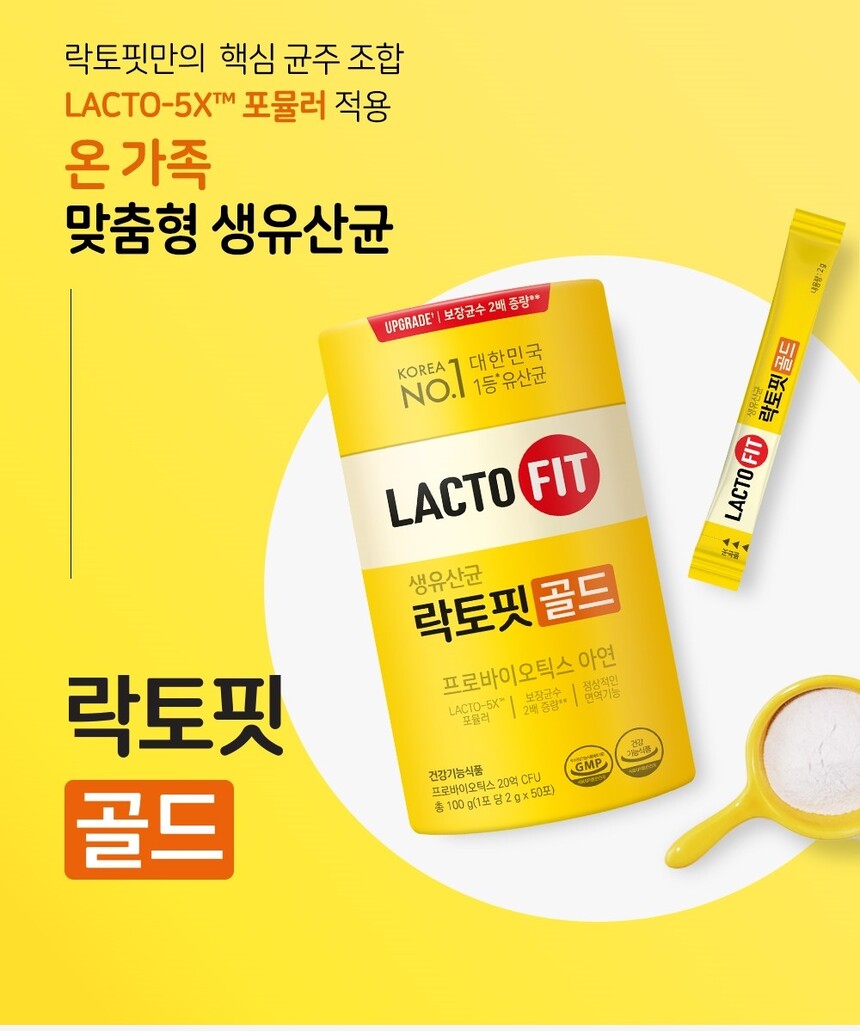 락토핏만의 핵심 균주 조합
LACTO-5X™ 포뮬러 적용
온 가족
맞춤형 생유산균
UPGRADE† | 보장균수 2배 증량**
KOREA NO.1 대한민국 1등* 유산균
LACTO FIT
생유산균
락토핏 골드
프로바이오틱스 아연
LACTO-5X™ 포뮬러 | 보장균수 2배 증량** | 정상적인 면역기능
건강기능식품
프로바이오틱스 20억 CFU
총 100 g(1포 당 2 g x 50포)
GMP
건강기능식품
내용량 : 2g
생유산균
락토핏 골드
LACTO FIT
락토핏
골드